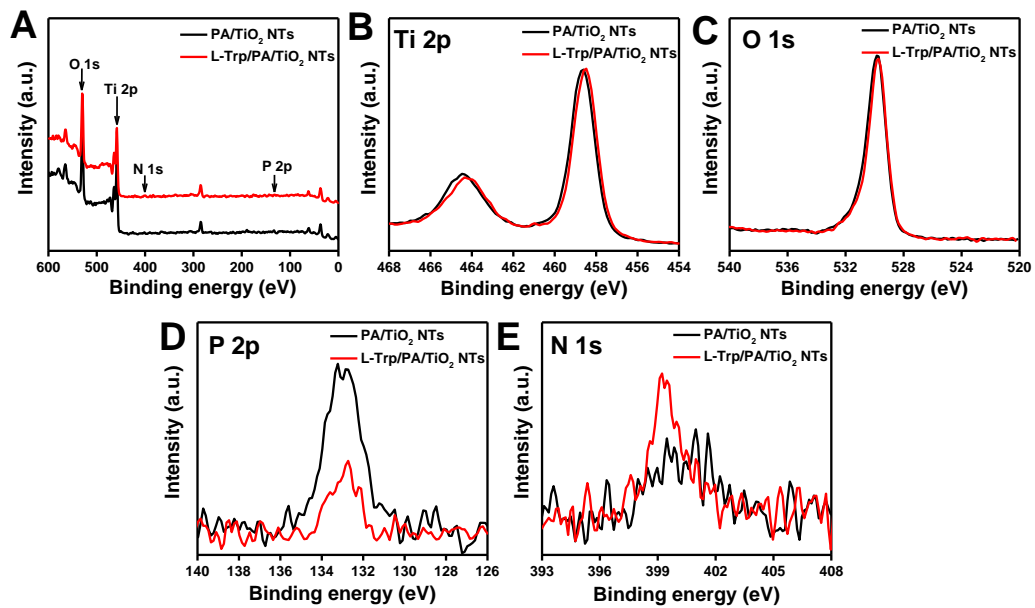 A
PA/TiO₂ NTs
L-Trp/PA/TiO₂ NTs
O 1s
Ti 2p
N 1s
P 2p
Intensity (a.u.)
600 500 400 300 200 100 0
Binding energy (eV)
B
Ti 2p
PA/TiO₂ NTs
L-Trp/PA/TiO₂ NTs
Intensity (a.u.)
468 466 464 462 460 458 456 454
Binding energy (eV)
C
O 1s
PA/TiO₂ NTs
L-Trp/PA/TiO₂ NTs
Intensity (a.u.)
540 536 532 528 524 520
Binding energy (eV)
D
P 2p
PA/TiO₂ NTs
L-Trp/PA/TiO₂ NTs
Intensity (a.u.)
140 138 136 134 132 130 128 126
Binding energy (eV)
E
N 1s
PA/TiO₂ NTs
L-Trp/PA/TiO₂ NTs
Intensity (a.u.)
393 396 399 402 405 408
Binding energy (eV)